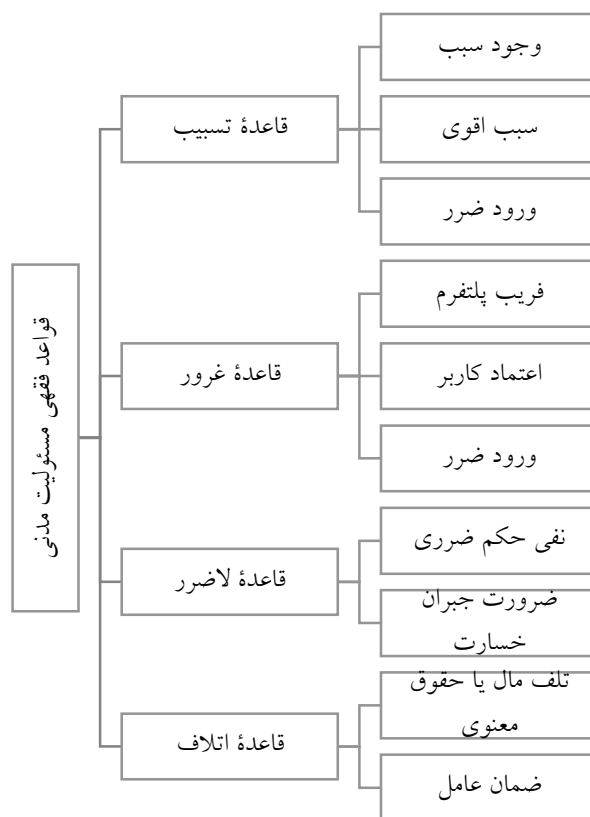 قواعد فقهی مسئولیت مدنی
قاعدۀ تسبیب
وجود سبب
سبب اقوی
ورود ضرر
قاعدۀ غرور
فریب پلتفرم
اعتماد کاربر
ورود ضرر
قاعدۀ لاضرر
نفی حکم ضرری
ضرورت جبران
خسارت
قاعدۀ اتلاف
تلف مال یا حقوق
معنوی
ضمان عامل